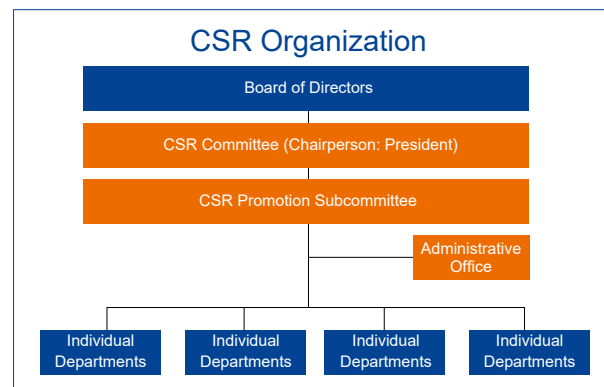 CSR Organization
Board of Directors
CSR Committee (Chairperson: President)
CSR Promotion Subcommittee
Administrative
Office
Individual
Departments
Individual
Departments
Individual
Departments
Individual
Departments